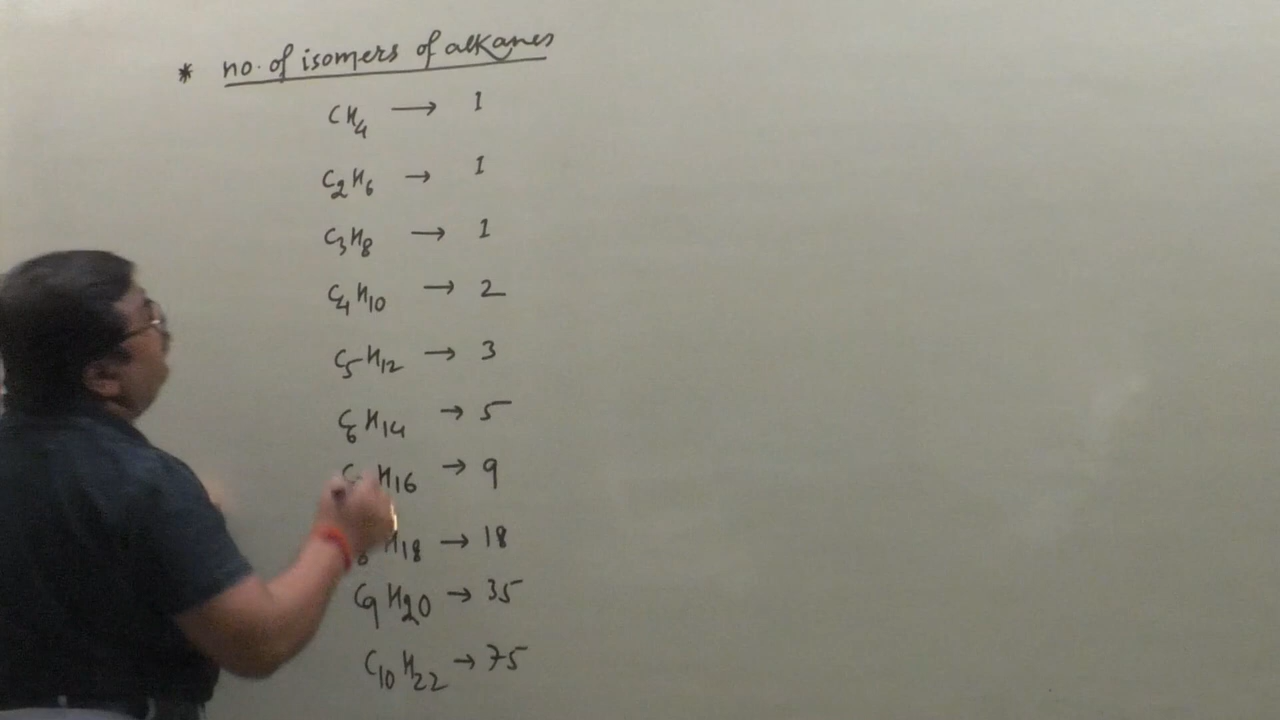 * no. of isomers of alkanes
CH4 → 1
C2H6 → 1
C3H8 → 1
C4H10 → 2
C5H12 → 3
C6H14 → 5
C H16 → 9
8 H18 → 18
C9H20 → 35
C10H22 → 75